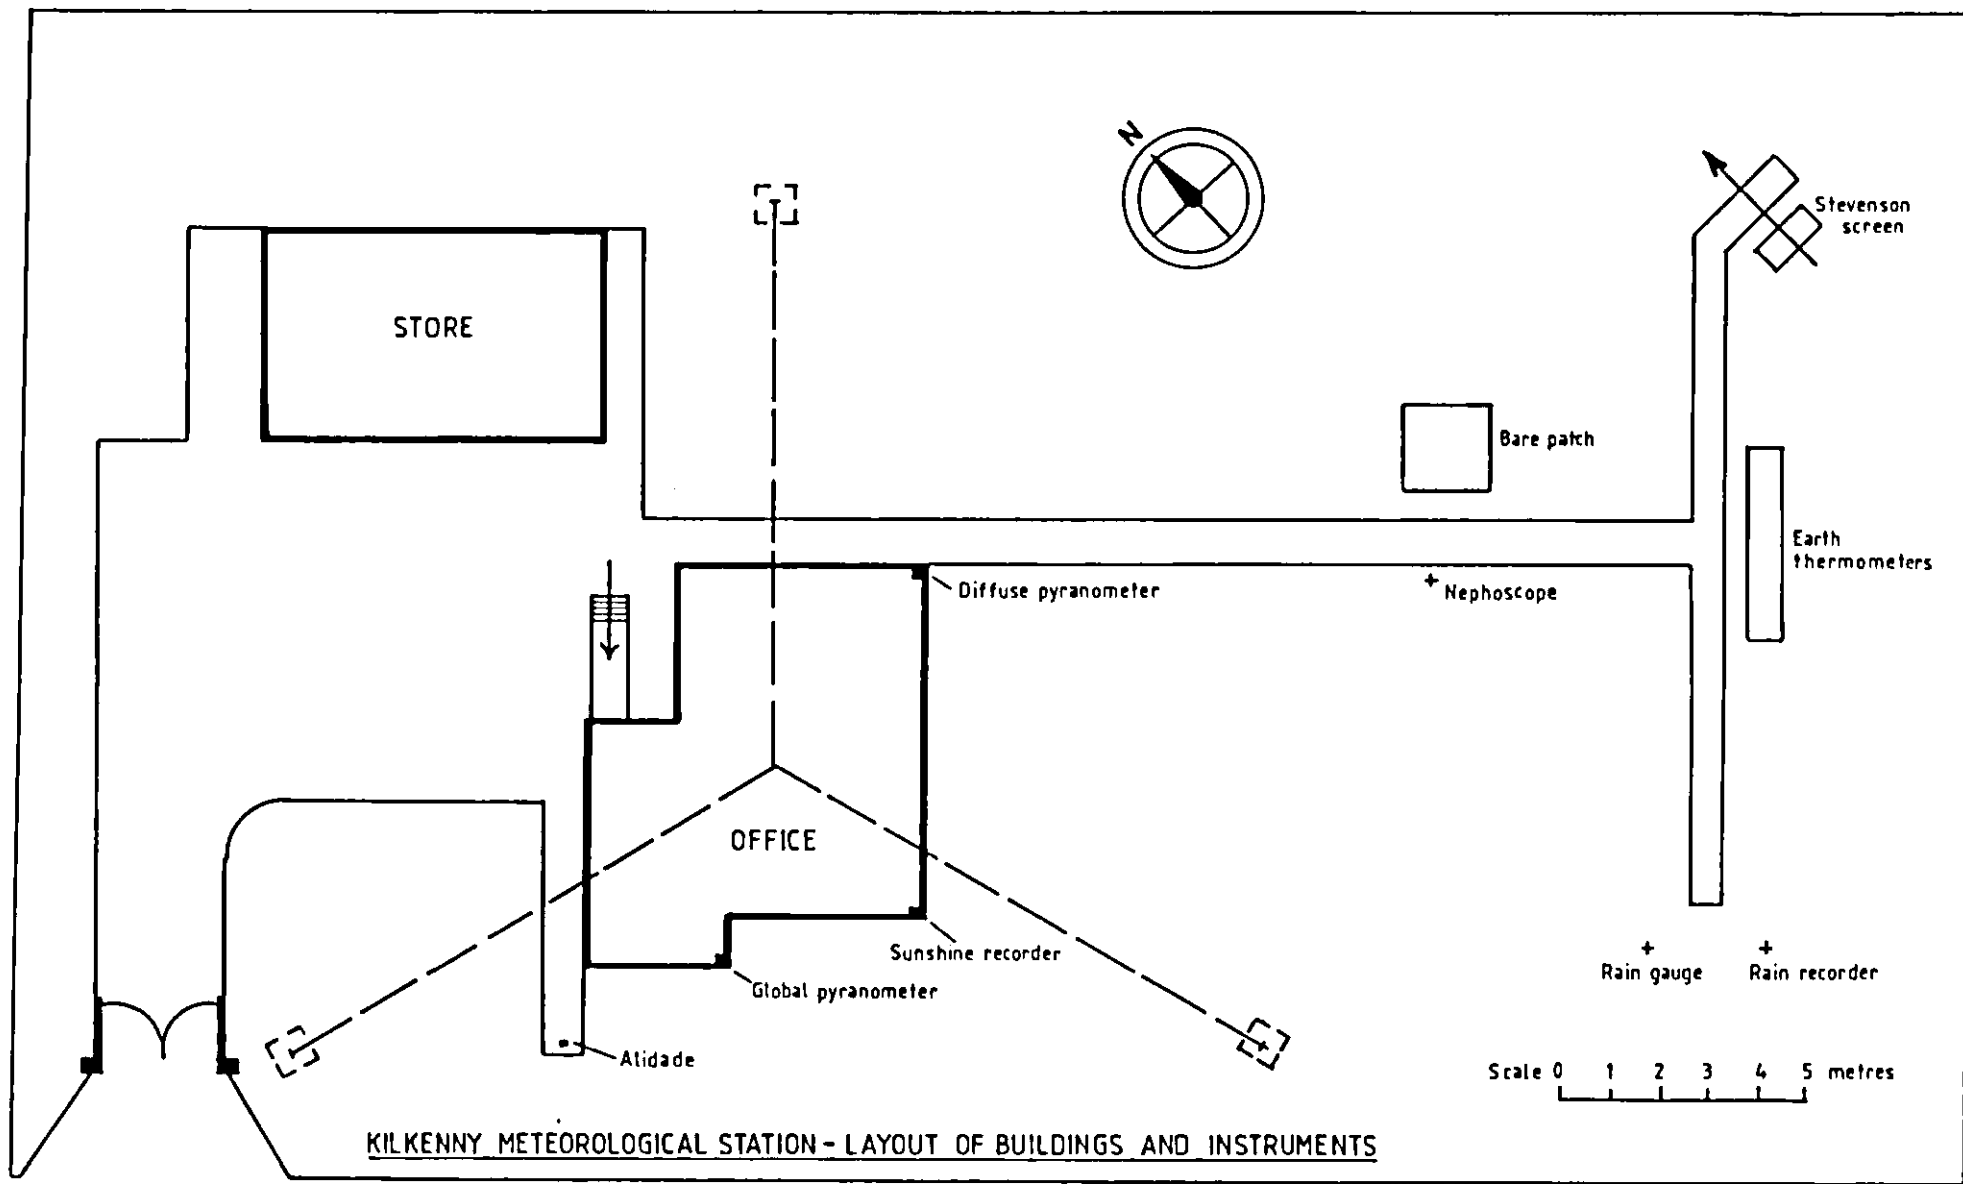 N
Stevenson
screen
STORE
Bare patch
Earth
thermometers
Diffuse pyranometer
Nephoscope
OFFICE
Sunshine recorder
Rain gauge
Rain recorder
Global pyranometer
Alidade
Scale 0 1 2 3 4 5 metres
KILKENNY METEOROLOGICAL STATION - LAYOUT OF BUILDINGS AND INSTRUMENTS